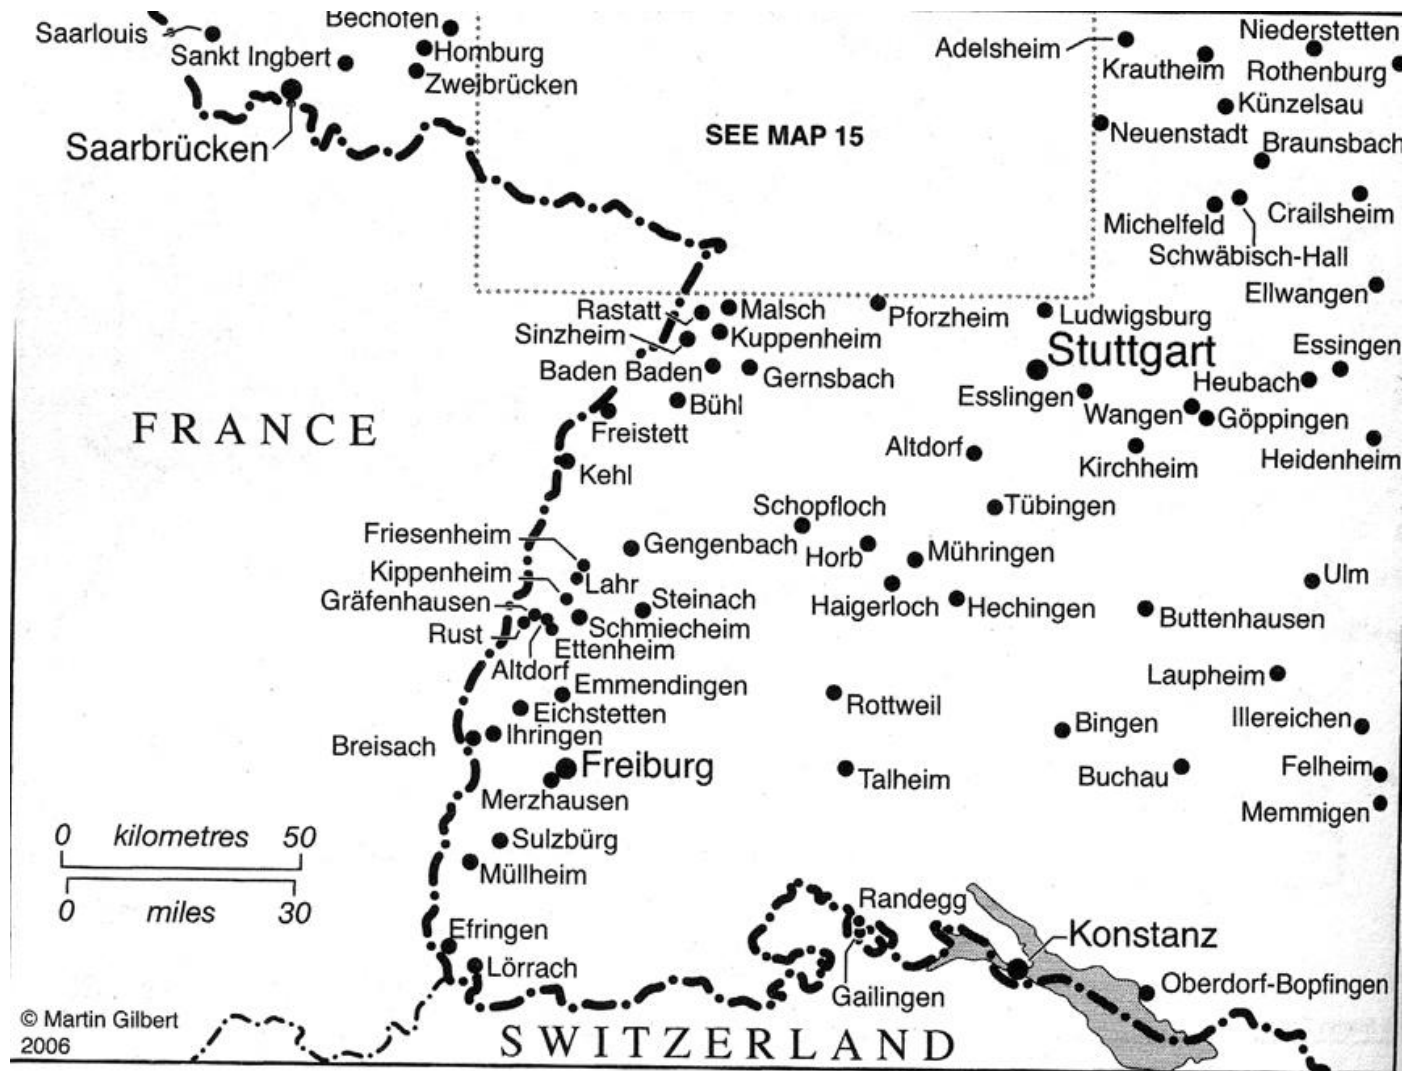 Bechofen
Saarlouis
Sankt Ingbert
Homburg
Zweibrücken
Saarbrücken
Adelsheim
Niederstetten
Krautheim
Rothenburg
Künzelsau
SEE MAP 15
Neuenstadt
Braunsbach
Michelfeld
Crailsheim
Schwäbisch-Hall
Ellwangen
Rastatt
Malsch
Pforzheim
Ludwigsburg
Sinzheim
Kuppenheim
Stuttgart
Essingen
Baden Baden
Gernsbach
Heubach
Esslingen
Wangen
Göppingen
Bühl
FRANCE
Freistett
Altdorf
Kirchheim
Heidenheim
Kehl
Schopfloch
Tübingen
Friesenheim
Gengenbach
Horb
Mühringen
Kippenheim
Lahr
Ulm
Gräfenhausen
Steinach
Haigerloch
Hechingen
Buttenhausen
Rust
Schmiecheim
Ettenheim
Altdorf
Laupheim
Emmendingen
Rottweil
Eichstetten
Bingen
Illereichen
Breisach
Ihringen
Freiburg
Talheim
Buchau
Felheim
Merzhausen
Memmigen
0 kilometres 50
Sulzbürg
Müllheim
0 miles 30
Randegg
Efringen
Konstanz
Lörrach
Gailingen
Oberdorf-Bopfingen
© Martin Gilbert
2006
SWITZERLAND